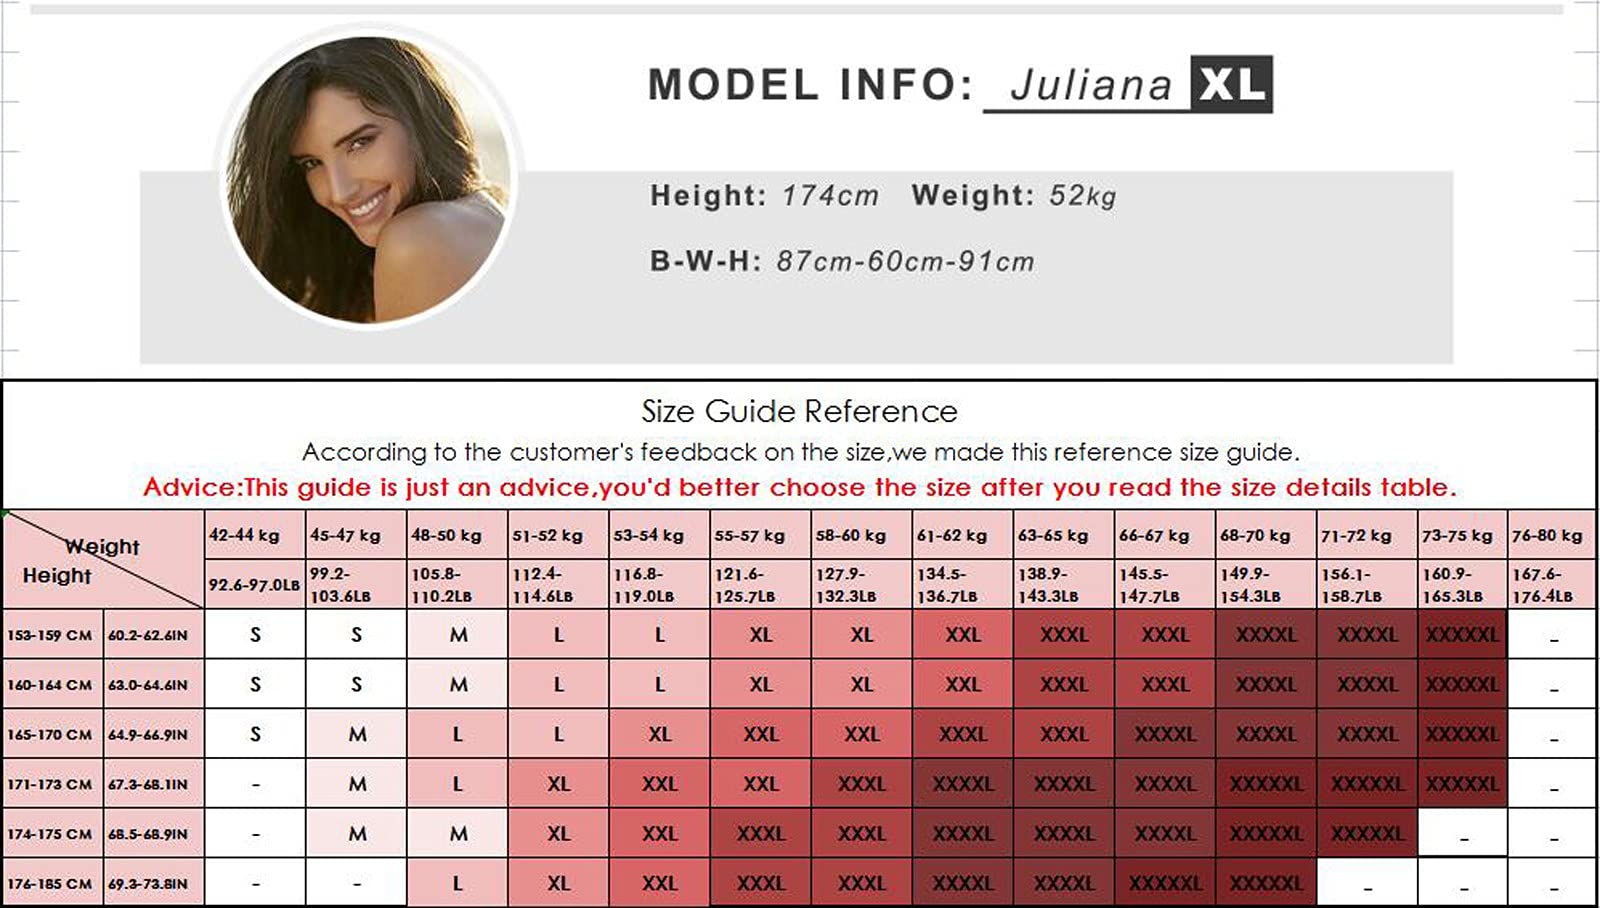 MODEL INFO: Juliana XL
Height: 174cm Weight: 52kg
B-W-H: 87cm-60cm-91cm
Size Guide Reference
According to the customer's feedback on the size,we made this reference size guide.
Advice:This guide is just an advice,you'd better choose the size after you read the size details table.
Weight Height 42-44 kg 45-47 kg 48-50 kg 51-52 kg 53-54 kg 55-57 kg 58-60 kg 61-62 kg 63-65 kg 66-67 kg 68-70 kg 71-72 kg 73-75 kg 76-80 kg
92.6-97.0LB 99.2-103.6LB 105.8-110.2LB 112.4-114.6LB 116.8-119.0LB 121.6-125.7LB 127.9-132.3LB 134.5-136.7LB 138.9-143.3LB 145.5-147.7LB 149.9-154.3LB 156.1-158.7LB 160.9-165.3LB 167.6-176.4LB
153-159 CM 60.2-62.6IN S S M L L XL XL XXL XXXL XXXL XXXXL XXXXL XXXXXL -
160-164 CM 63.0-64.6IN S S M L L XL XL XXL XXXL XXXL XXXXL XXXXL XXXXXL -
165-170 CM 64.9-66.9IN S M L L XL XXL XXL XXXL XXXL XXXXL XXXXL XXXXL XXXXXL -
171-173 CM 67.3-68.1IN - M L XL XXL XXL XXXL XXXXL XXXXL XXXXL XXXXXL XXXXXL XXXXXL -
174-175 CM 68.5-68.9IN - M M XL XXL XXXL XXXL XXXXL XXXXL XXXXL XXXXXL XXXXXL - -
176-185 CM 69.3-73.8IN - - L XL XXL XXXL XXXL XXXXL XXXXL XXXXXL XXXXXL - - -